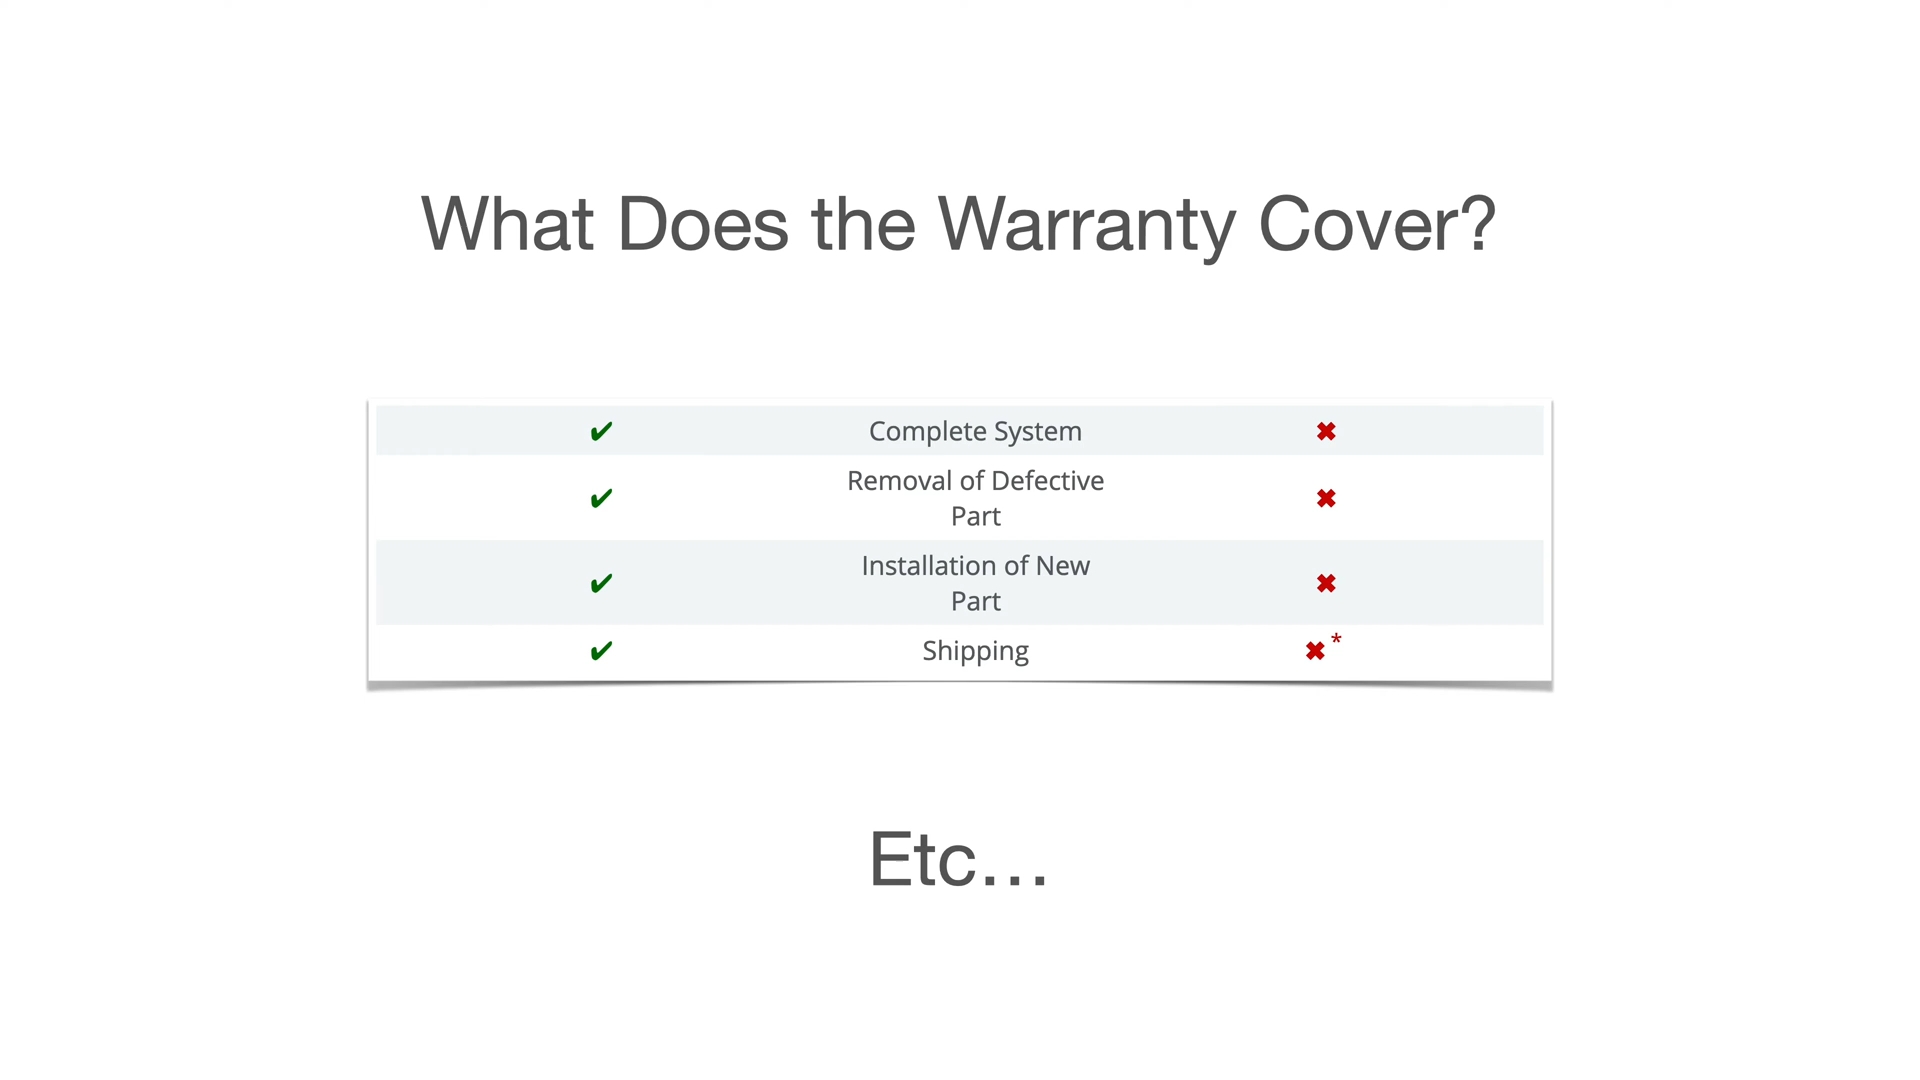 What Does the Warranty Cover?
✔ Complete System ✖
Removal of Defective
✔ Part ✖
Installation of New
✔ Part ✖
✔ Shipping ✖*
Etc…